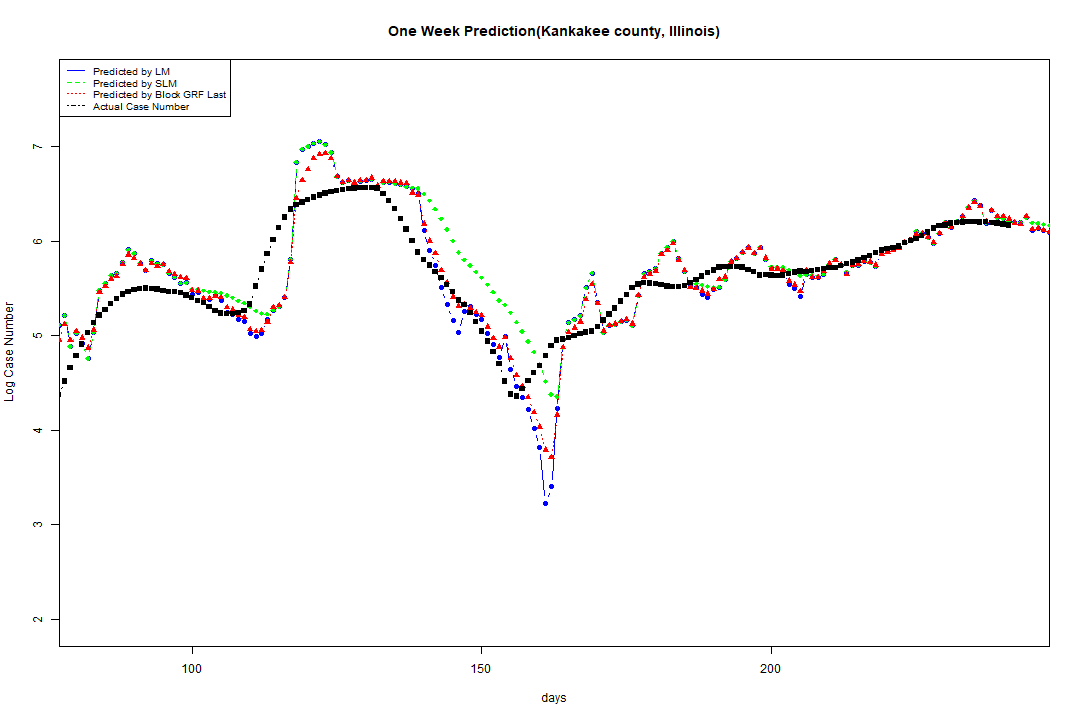 One Week Prediction(Kankakee county, Illinois)
Predicted by LM
Predicted by SLM
Predicted by Block GRF Last
Actual Case Number
Log Case Number
7
6
5
4
3
2
100 150 200
days